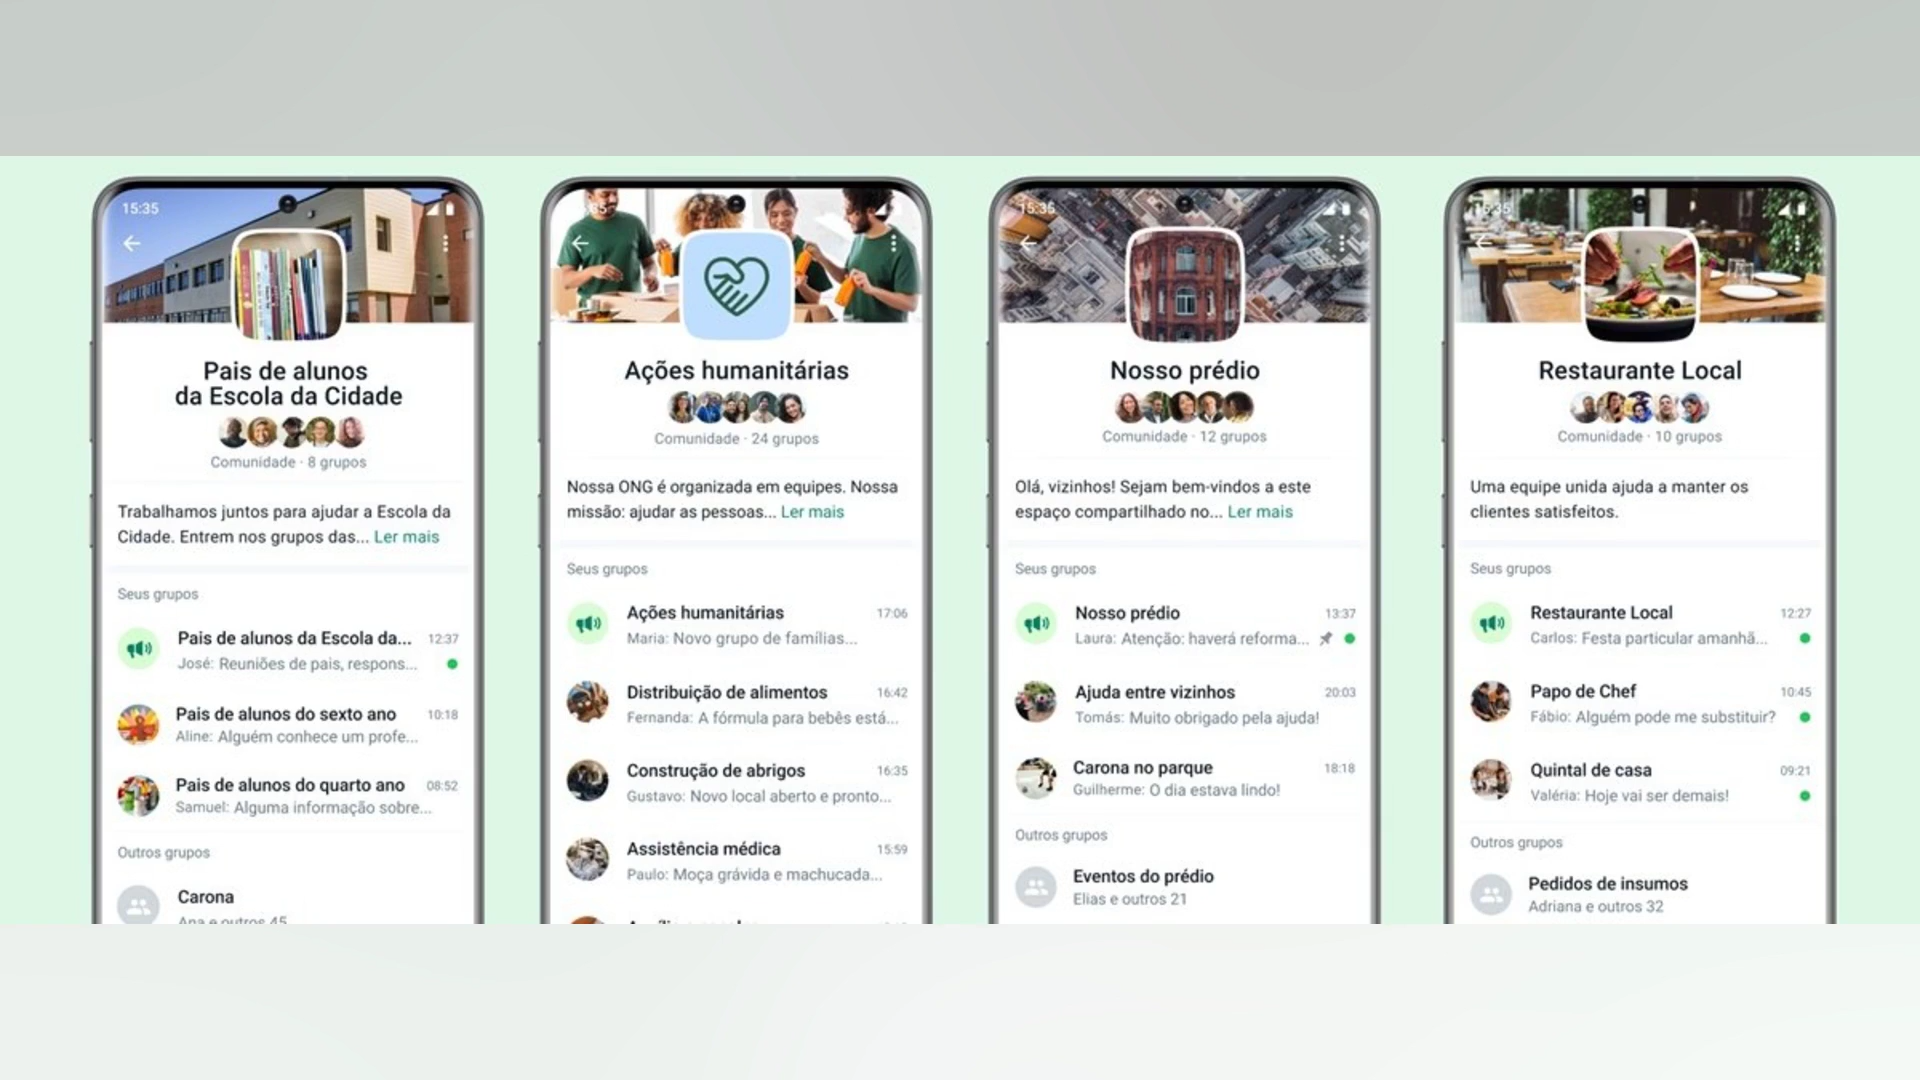 15:35
Pais de alunos
da Escola da Cidade
Comunidade · 8 grupos
Trabalhamos juntos para ajudar a Escola da
Cidade. Entrem nos grupos das... Ler mais
Seus grupos
Pais de alunos da Escola da... 12:37
José: Reuniões de pais, respons...
Pais de alunos do sexto ano 10:18
Aline: Alguém conhece um profe...
Pais de alunos do quarto ano 08:52
Samuel: Alguma informação sobre...
Outros grupos
Carona
Ana e outros 45
Ações humanitárias
Comunidade · 24 grupos
Nossa ONG é organizada em equipes. Nossa
missão: ajudar as pessoas... Ler mais
Seus grupos
Ações humanitárias 17:06
Maria: Novo grupo de famílias...
Distribuição de alimentos 16:42
Fernanda: A fórmula para bebês está...
Construção de abrigos 16:35
Gustavo: Novo local aberto e pronto...
Assistência médica 15:59
Paulo: Moça grávida e machucada...
15:35
Nosso prédio
Comunidade · 12 grupos
Olá, vizinhos! Sejam bem-vindos a este
espaço compartilhado no... Ler mais
Seus grupos
Nosso prédio 13:37
Laura: Atenção: haverá reforma...
Ajuda entre vizinhos 20:03
Tomás: Muito obrigado pela ajuda!
Carona no parque 18:18
Guilherme: O dia estava lindo!
Outros grupos
Eventos do prédio
Elias e outros 21
15:35
Restaurante Local
Comunidade · 10 grupos
Uma equipe unida ajuda a manter os
clientes satisfeitos.
Seus grupos
Restaurante Local 12:27
Carlos: Festa particular amanhã...
Papo de Chef 10:45
Fábio: Alguém pode me substituir?
Quintal de casa 09:21
Valéria: Hoje vai ser demais!
Outros grupos
Pedidos de insumos
Adriana e outros 32